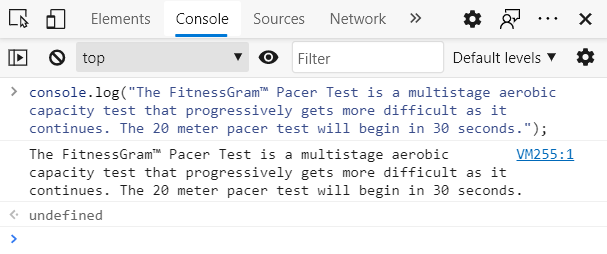 Elements Console Sources Network »
top Filter Default levels ▼
> console.log("The FitnessGram™ Pacer Test is a multistage aerobic
capacity test that progressively gets more difficult as it
continues. The 20 meter pacer test will begin in 30 seconds.");
The FitnessGram™ Pacer Test is a multistage aerobic VM255:1
capacity test that progressively gets more difficult as it
continues. The 20 meter pacer test will begin in 30 seconds.
undefined
>